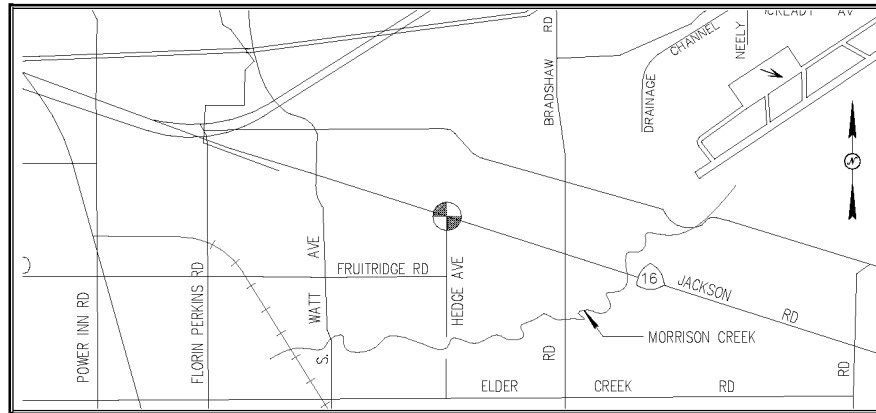 McCREADY AV
NEELY
CHANNEL
DRAINAGE
BRADSHAW RD
N
FRUITRIDGE RD
HEDGE AVE
S. WATT AVE
FLORIN PERKINS RD
POWER INN RD
16
JACKSON RD
MORRISON CREEK
RD
ELDER CREEK RD
RD